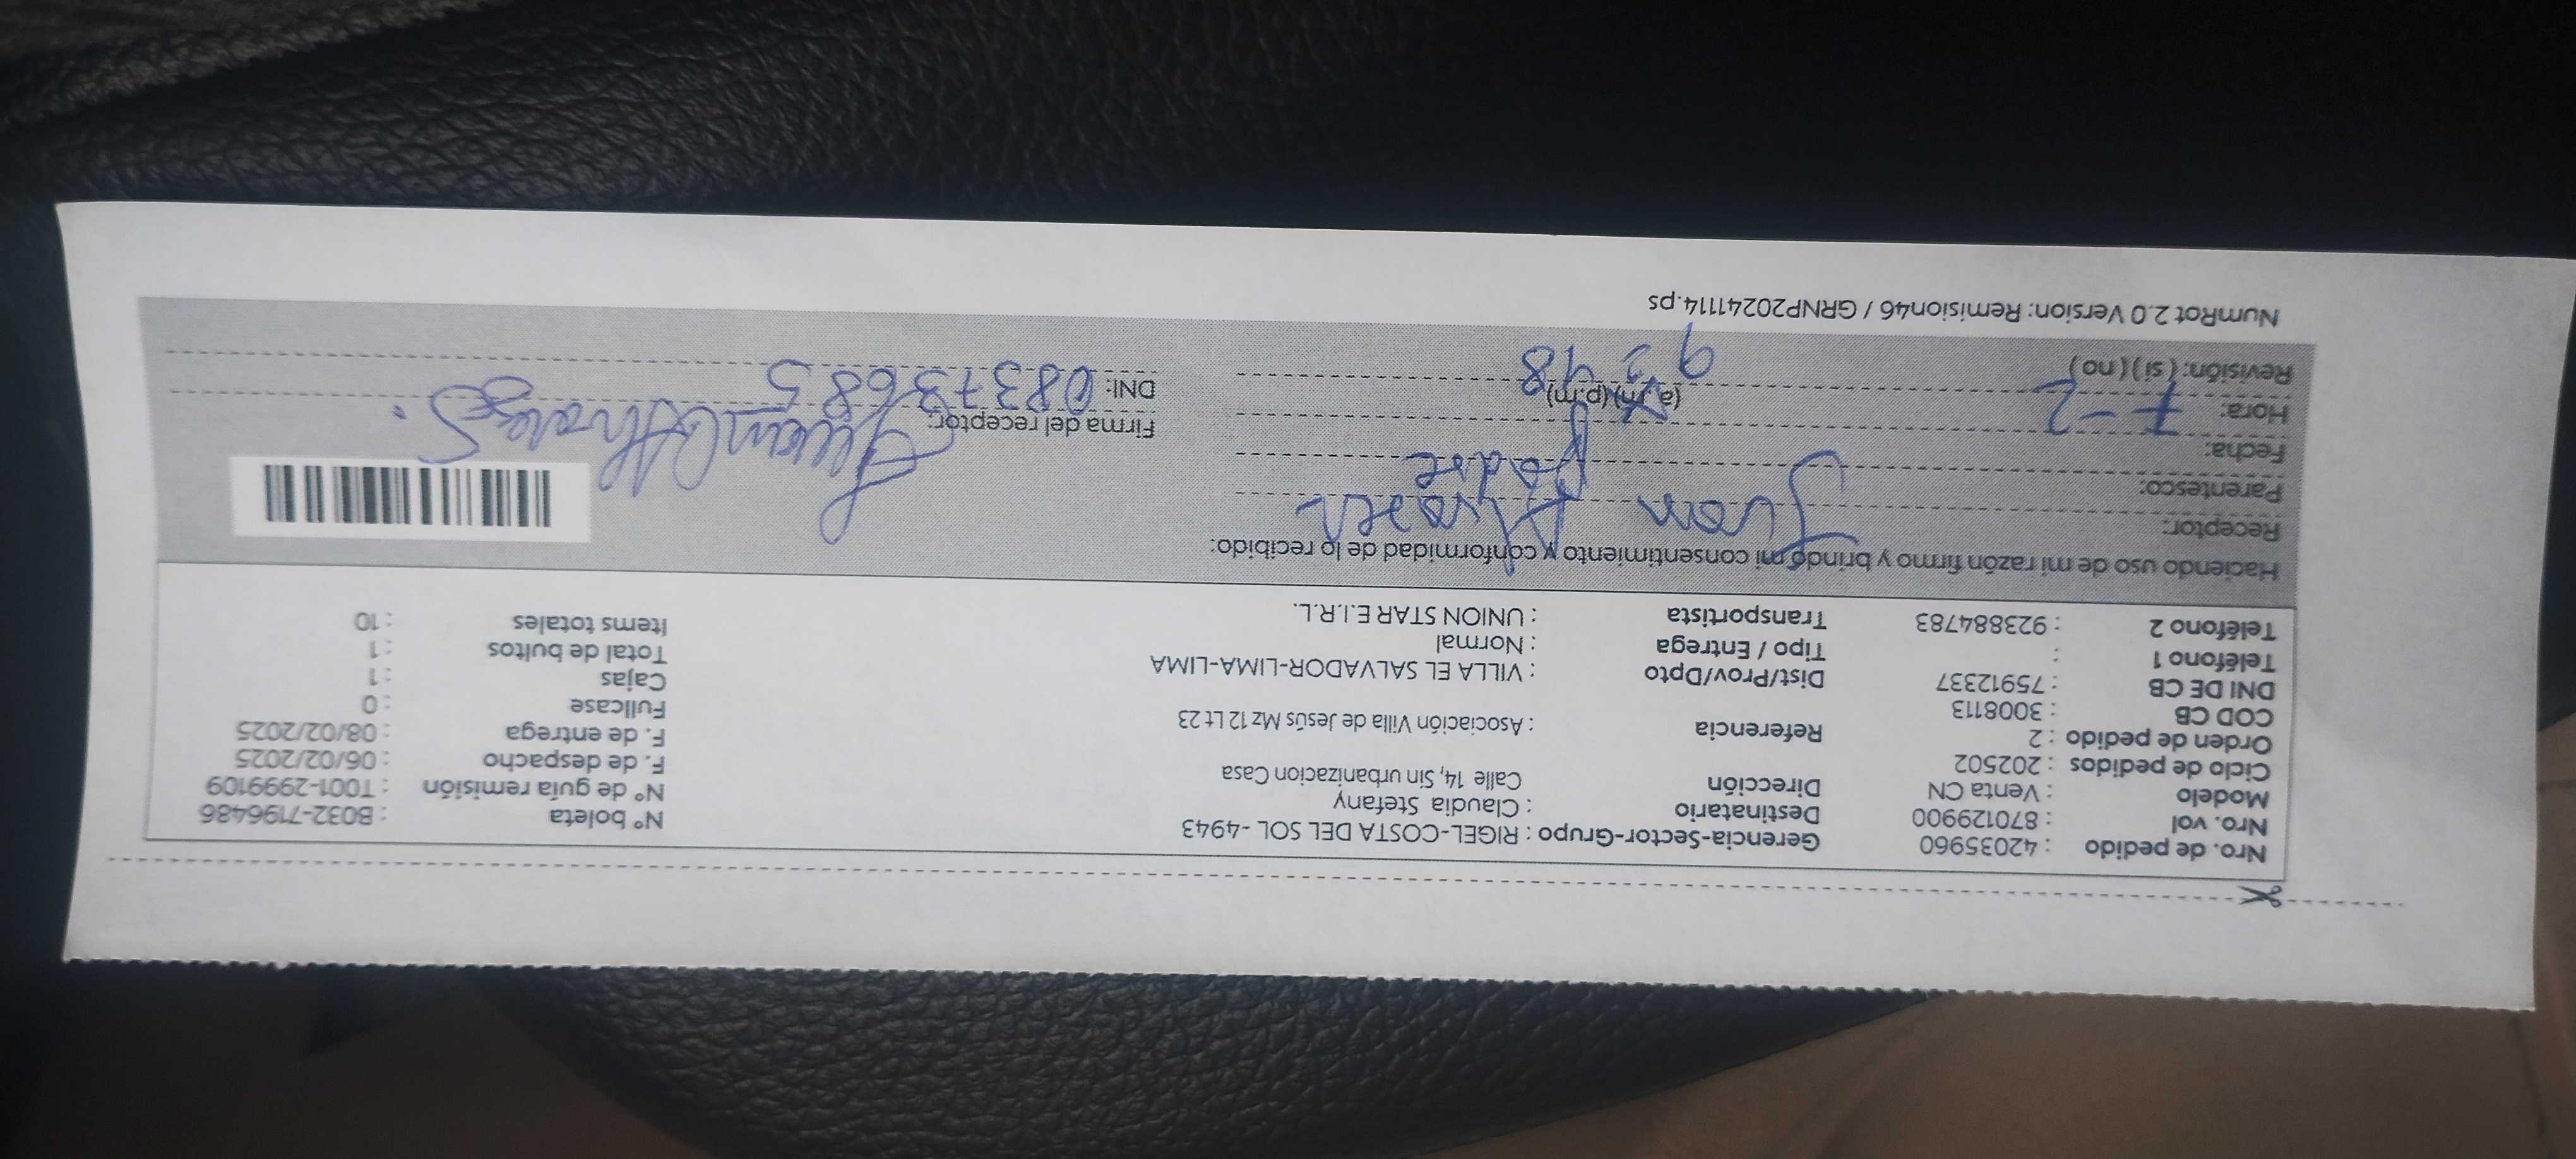 Nro. de pedido : 42035960 Gerencia-Sector-Grupo : RIGEL-COSTA DEL SOL - 4943 N° boleta : B032-7196486
Nro. vol : 870129900 Destinatario : Claudia Stefany N° de guía remisión : T001-2999109
Modelo : Venta CN Dirección Calle 14, Sin urbanizacion Casa F. de despacho : 06/02/2025
Ciclo de pedidos : 202502 F. de entrega : 08/02/2025
Orden de pedido : 2 Referencia : Asociación Villa de Jesús Mz 12 Lt 23 Fullcase : 0
COD CB : 3008113 Cajas : 1
DNI DE CB : 75912337 Dist/Prov/Dpto : VILLA EL SALVADOR-LIMA-LIMA Total de bultos : 1
Teléfono 1 : Tipo / Entrega : Normal Items totales : 10
Teléfono 2 : 923884783 Transportista : UNION STAR E.I.R.L.
Haciendo uso de mi razón firmo y brindo mi consentimiento y conformidad de lo recibido:
Receptor: Juan
Parentesco: Padre
Fecha: 7-2
Hora: 9:48 (a.m)(p.m)
Revisión: (si) (no)
Firma del receptor:
DNI: 08373685
NumRot 2.0 Version: Remision46 / GRNP20241114.ps